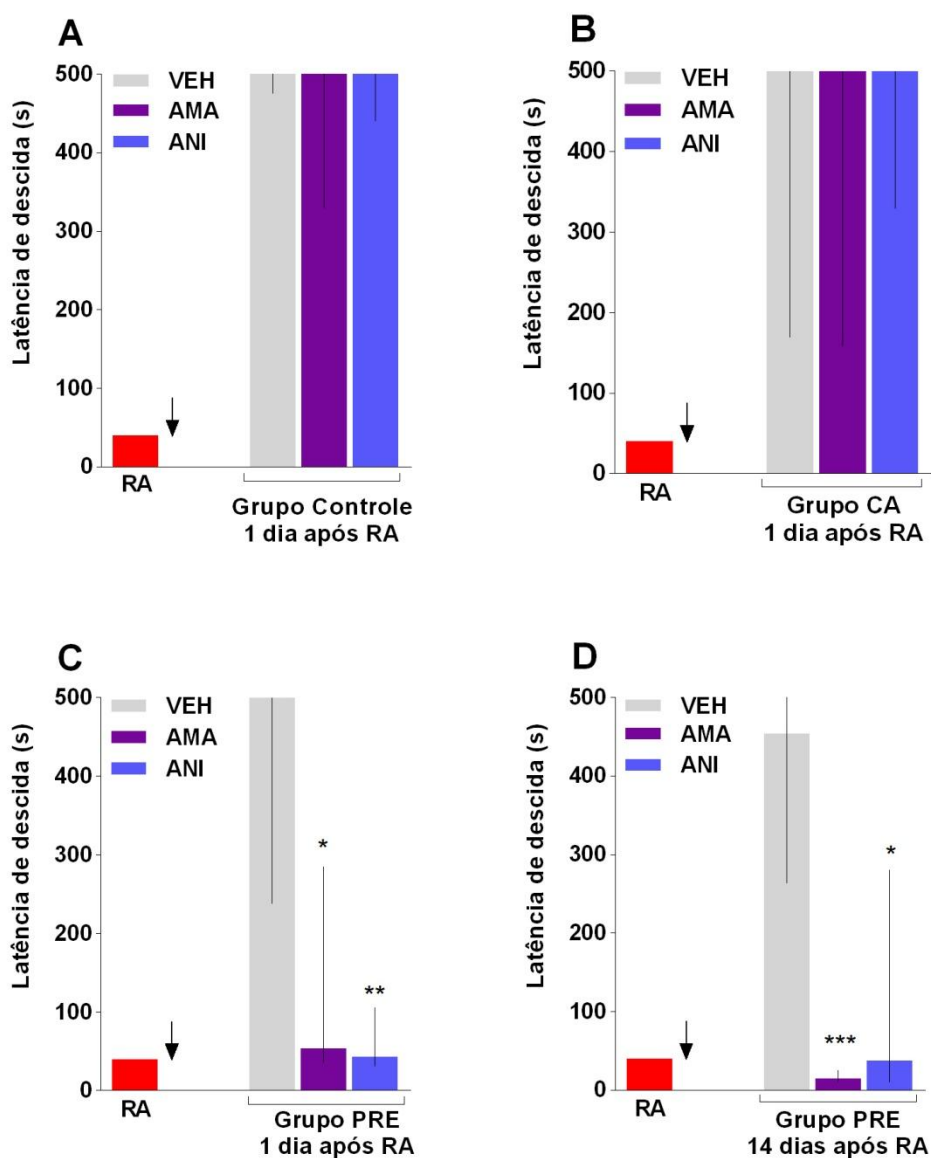 A
Latência de descida (s)
500
400
300
200
100
0
VEH
AMA
ANI
RA
Grupo Controle
1 dia após RA
B
Latência de descida (s)
500
400
300
200
100
0
VEH
AMA
ANI
RA
Grupo CA
1 dia após RA
C
Latência de descida (s)
500
400
300
200
100
0
VEH
AMA
ANI
*
**
RA
Grupo PRE
1 dia após RA
D
Latência de descida (s)
500
400
300
200
100
0
VEH
AMA
ANI
*
***
RA
Grupo PRE
14 dias após RA